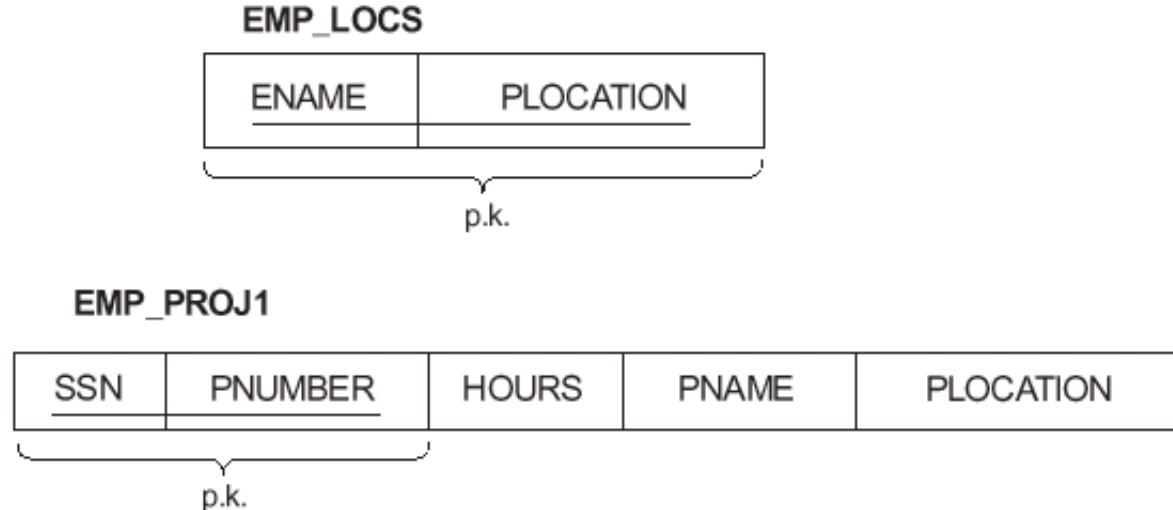 EMP_LOCS
ENAME PLOCATION
p.k.
EMP_PROJ1
SSN PNUMBER HOURS PNAME PLOCATION
p.k.